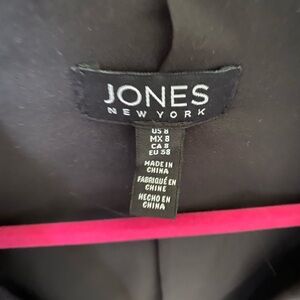 JONES
NEW YORK
US 8
MX 8
CA 8
EU 38
MADE IN
CHINA
FABRIQUÉ EN
CHINE
HECHO EN
CHINA